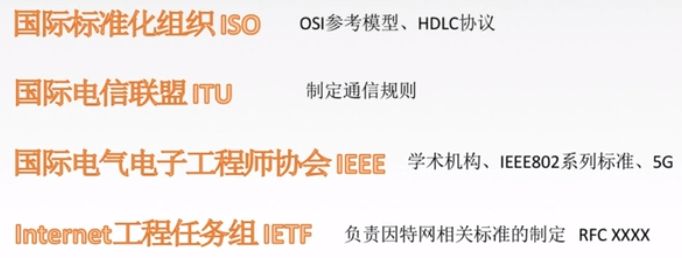 国际标准化组织 ISO OSI参考模型、HDLC协议
国际电信联盟 ITU 制定通信规则
国际电气电子工程师协会 IEEE 学术机构、IEEE802系列标准、5G
Internet工程任务组 IETF 负责因特网相关标准的制定 RFC XXXX